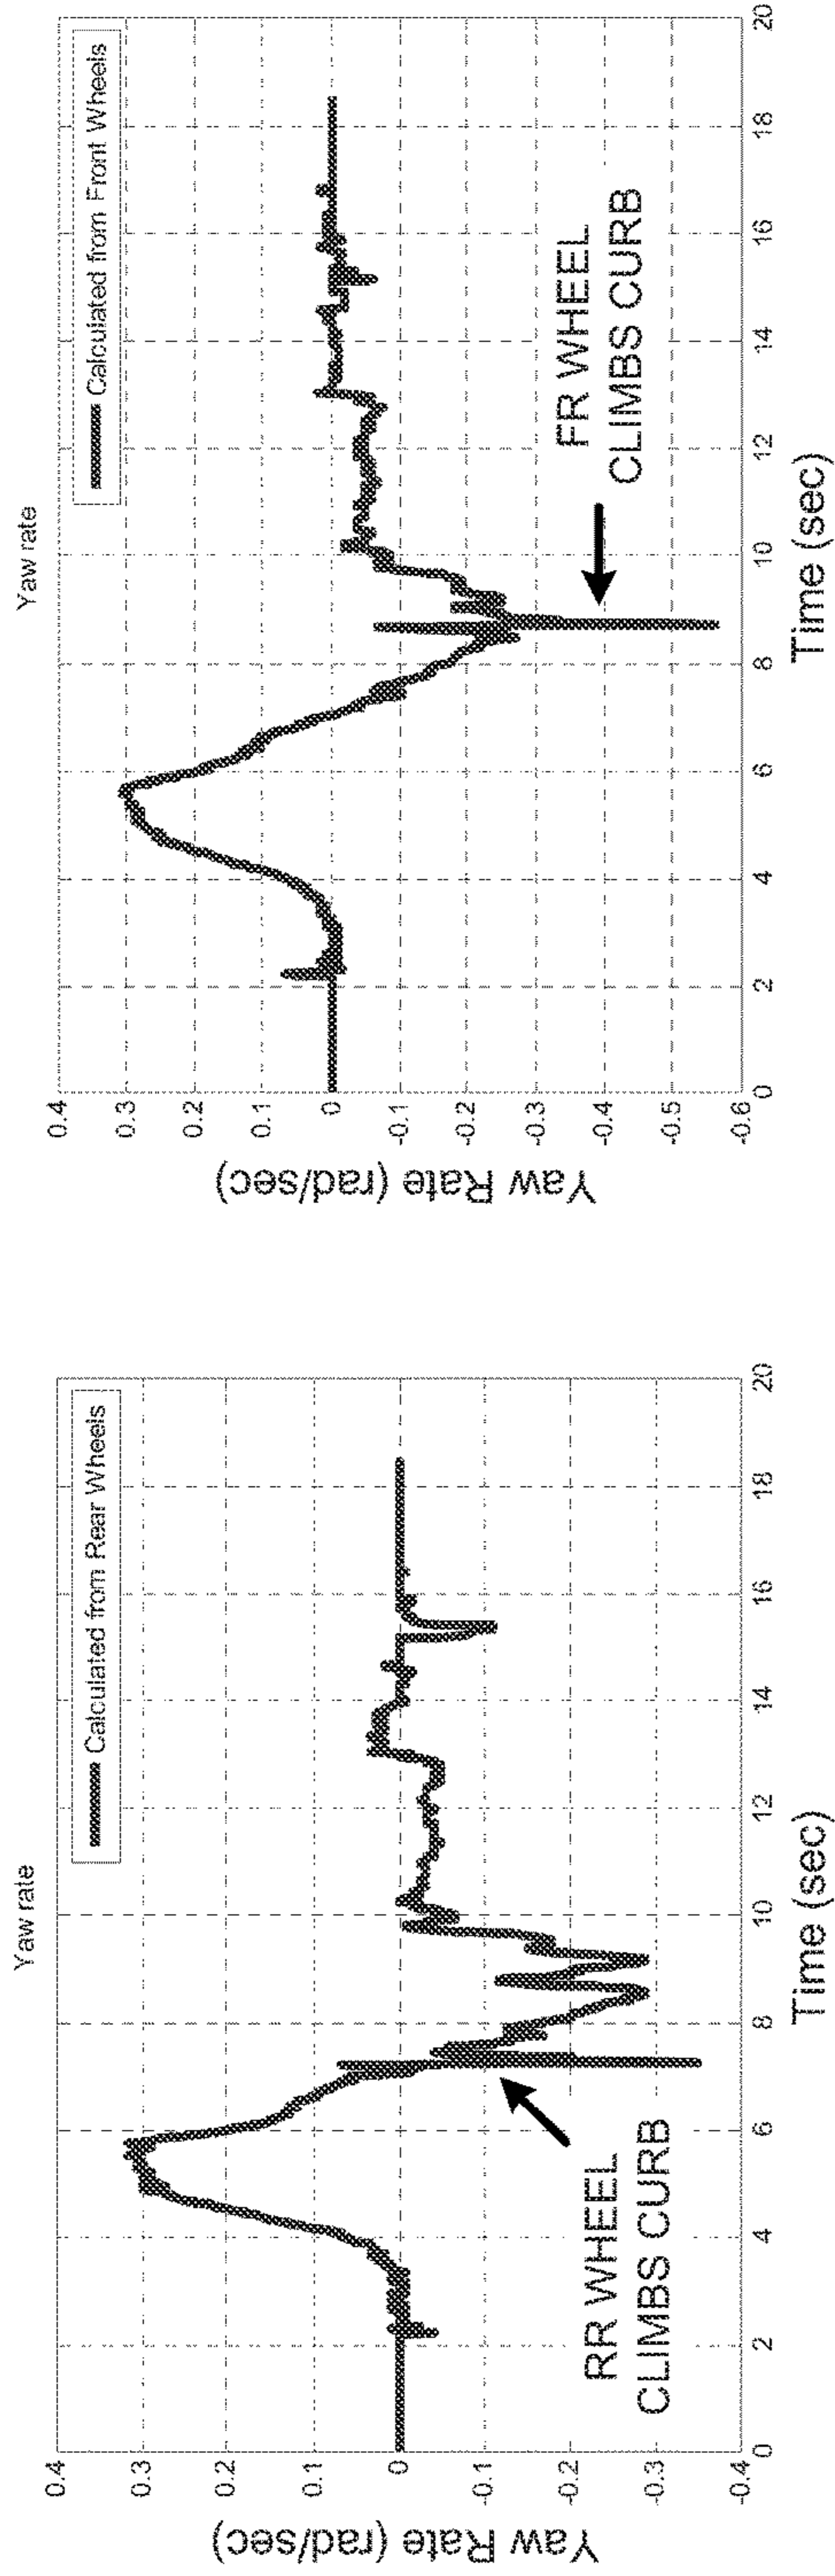 Yaw rate
Calculated from Rear Wheels
Yaw Rate (rad/sec)
0.4
0.3
0.2
0.1
0
-0.1
-0.2
-0.3
-0.4
RR WHEEL
CLIMBS CURB
0 2 4 6 8 10 12 14 16 18 20
Time (sec)
Yaw rate
Calculated from Front Wheels
Yaw Rate (rad/sec)
0.4
0.3
0.2
0.1
0
-0.1
-0.2
-0.3
-0.4
-0.5
-0.6
FR WHEEL
CLIMBS CURB
0 2 4 6 8 10 12 14 16 18 20
Time (sec)